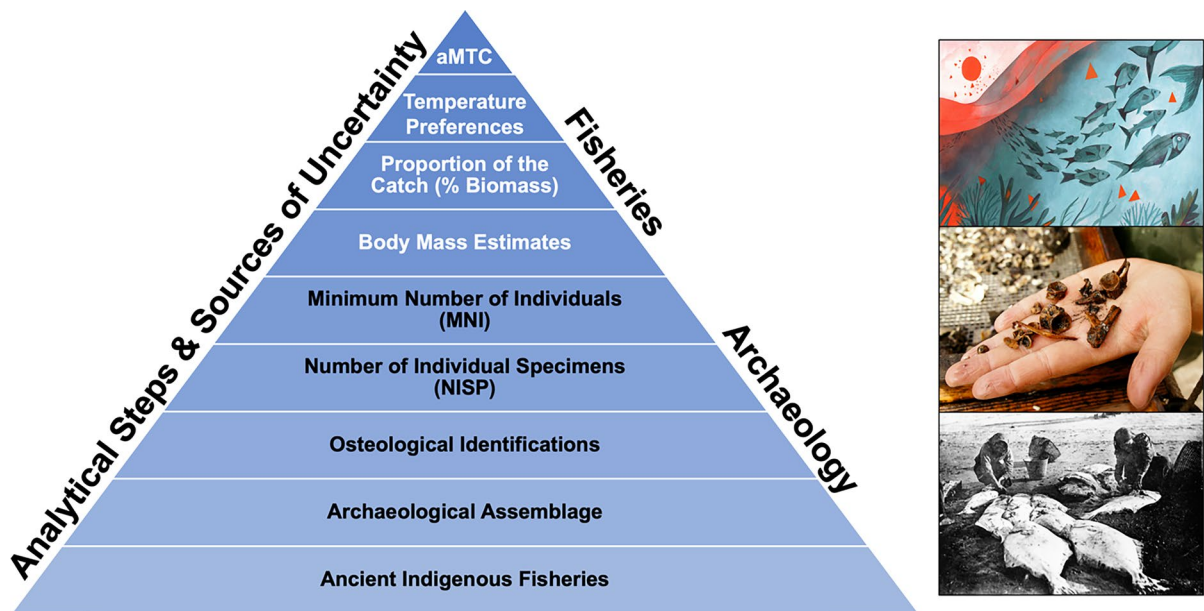 Analytical Steps & Sources of Uncertainty
aMTC
Temperature
Preferences
Proportion of the
Catch (% Biomass)
Body Mass Estimates
Minimum Number of Individuals
(MNI)
Number of Individual Specimens
(NISP)
Osteological Identifications
Archaeological Assemblage
Ancient Indigenous Fisheries
Fisheries
Archaeology